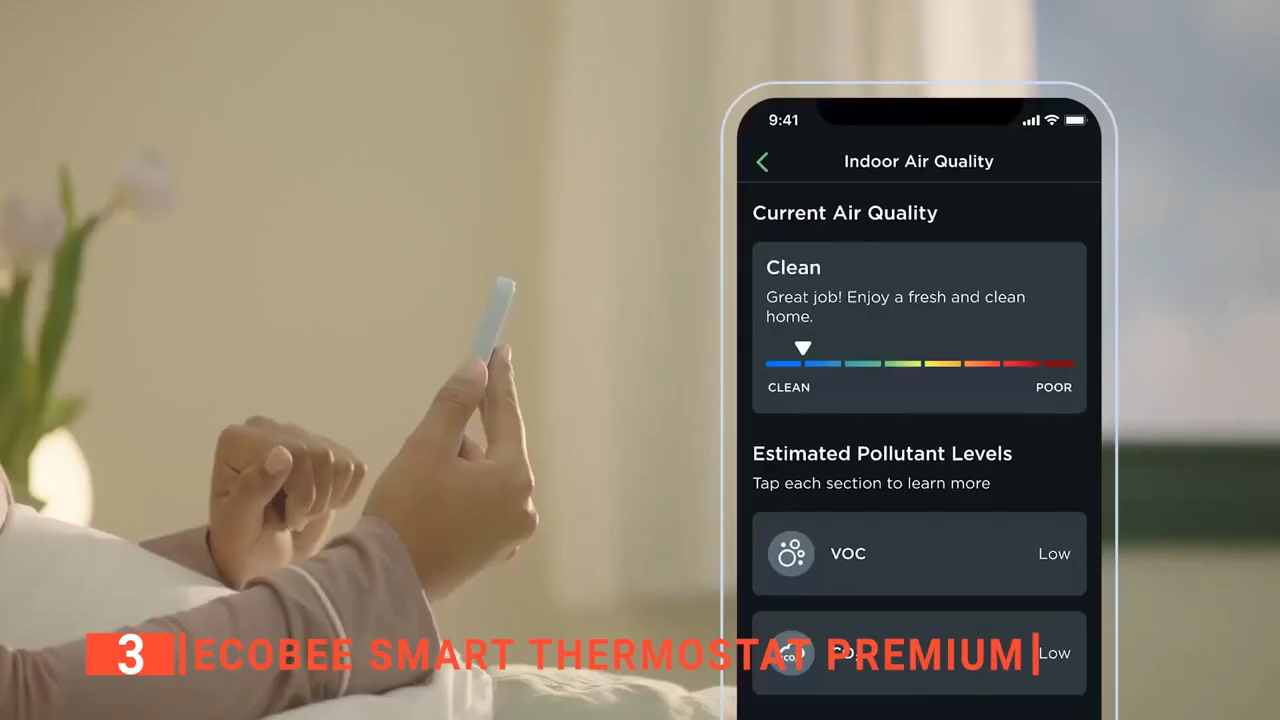 9:41
Indoor Air Quality
Current Air Quality
Clean
Great job! Enjoy a fresh and clean
home.
CLEAN
POOR
Estimated Pollutant Levels
Tap each section to learn more
VOC
Low
CO₂
Low
3
ECOBEE SMART THERMOSTAT PREMIUM